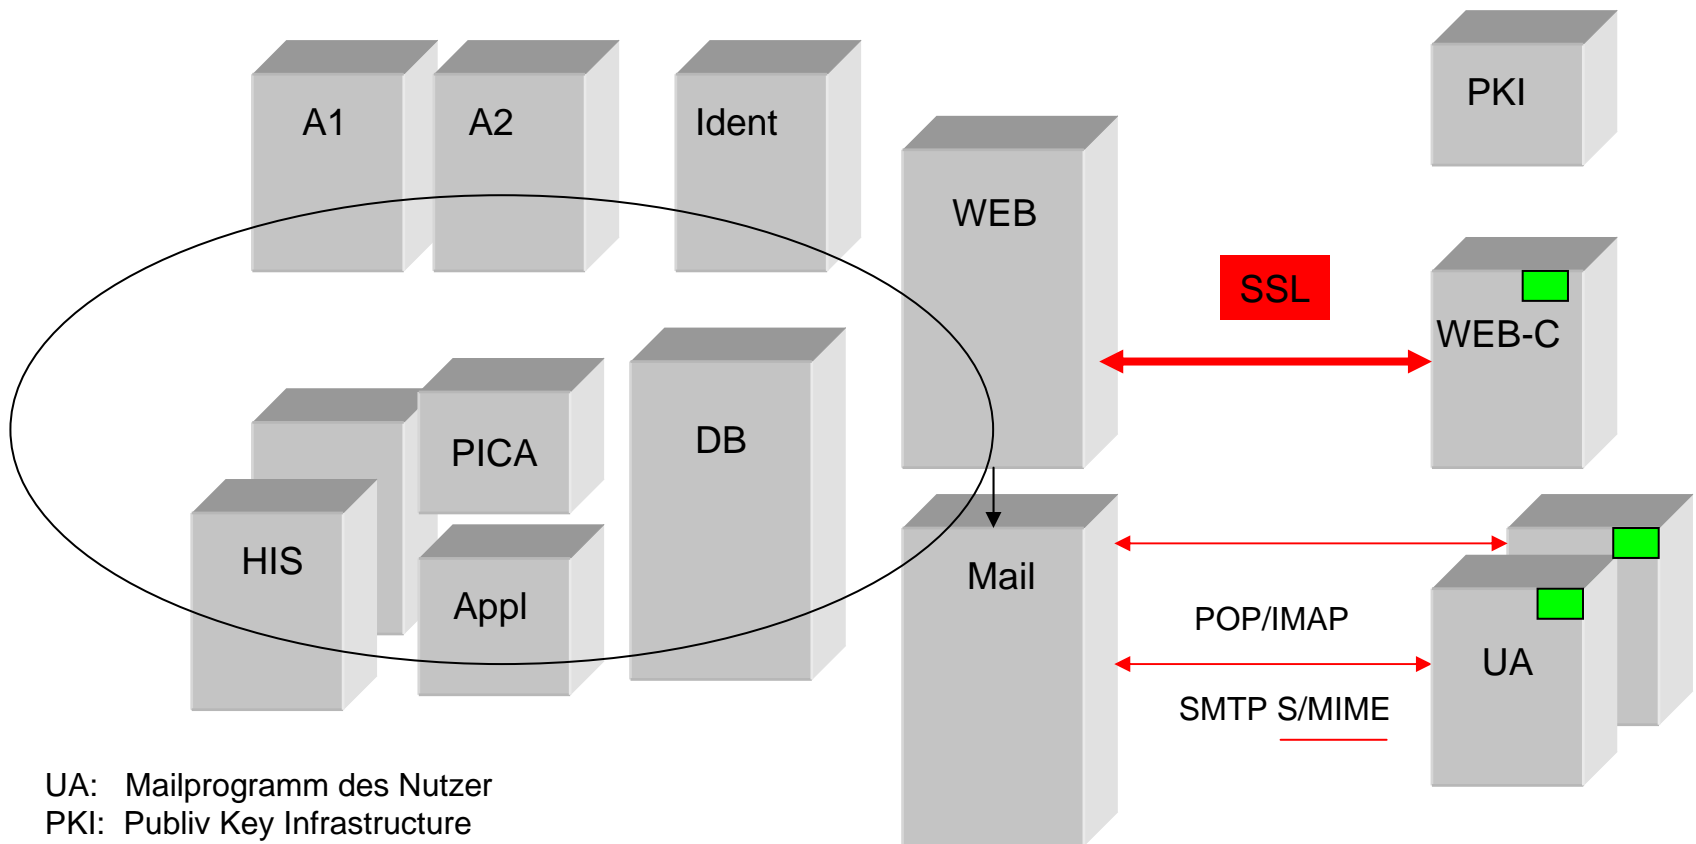 A1
A2
Ident
PKI
WEB
SSL
WEB-C
PICA
DB
HIS
Appl
Mail
POP/IMAP
UA
SMTP S/MIME
UA: Mailprogramm des Nutzer
PKI: Publiv Key Infrastructure